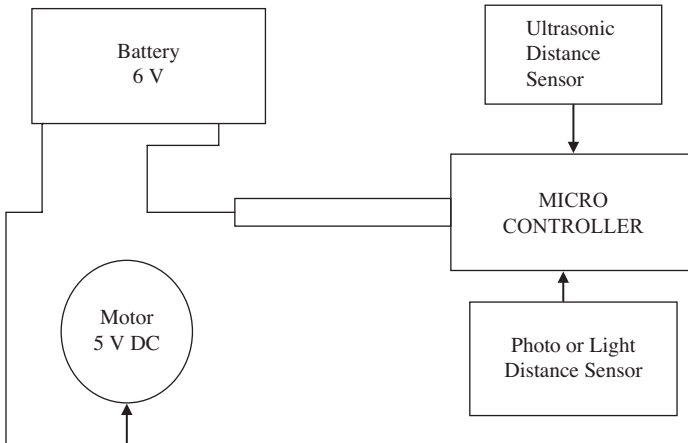 Battery
6 V
Ultrasonic
Distance
Sensor
MICRO
CONTROLLER
Motor
5 V DC
Photo or Light
Distance Sensor